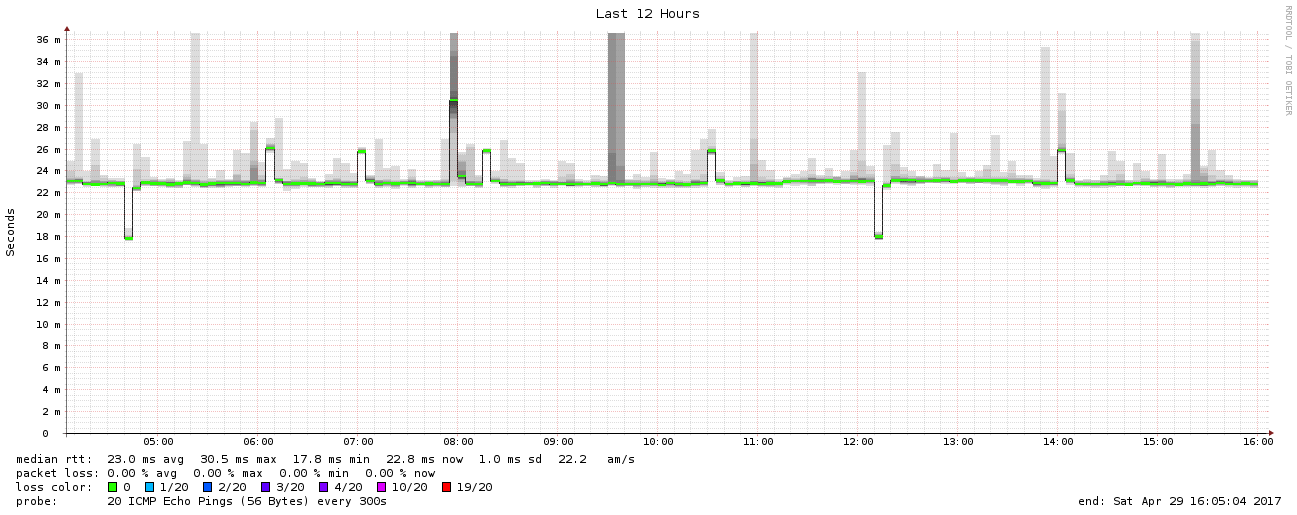 Last 12 Hours
RRDTOOL / TOBI OETIKER
Seconds
36 m
34 m
32 m
30 m
28 m
26 m
24 m
22 m
20 m
18 m
16 m
14 m
12 m
10 m
8 m
6 m
4 m
2 m
0
05:00 06:00 07:00 08:00 09:00 10:00 11:00 12:00 13:00 14:00 15:00 16:00
median rtt: 23.0 ms avg 30.5 ms max 17.8 ms min 22.8 ms now 1.0 ms sd 22.2 am/s
packet loss: 0.00 % avg 0.00 % max 0.00 % min 0.00 % now
loss color: 0 1/20 2/20 3/20 4/20 10/20 19/20
probe: 20 ICMP Echo Pings (56 Bytes) every 300s end: Sat Apr 29 16:05:04 2017